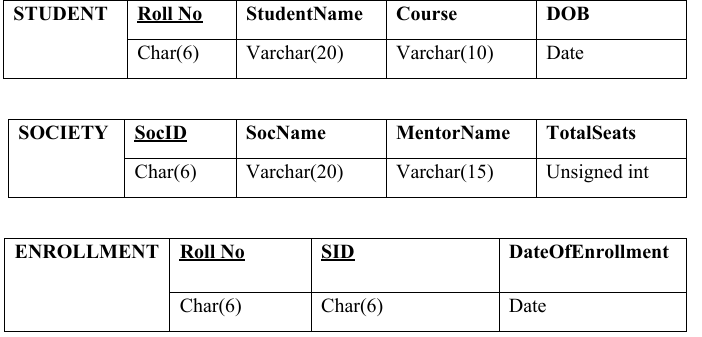 STUDENT Roll No StudentName Course DOB
Char(6) Varchar(20) Varchar(10) Date
SOCIETY SocID SocName MentorName TotalSeats
Char(6) Varchar(20) Varchar(15) Unsigned int
ENROLLMENT Roll No SID DateOfEnrollment
Char(6) Char(6) Date